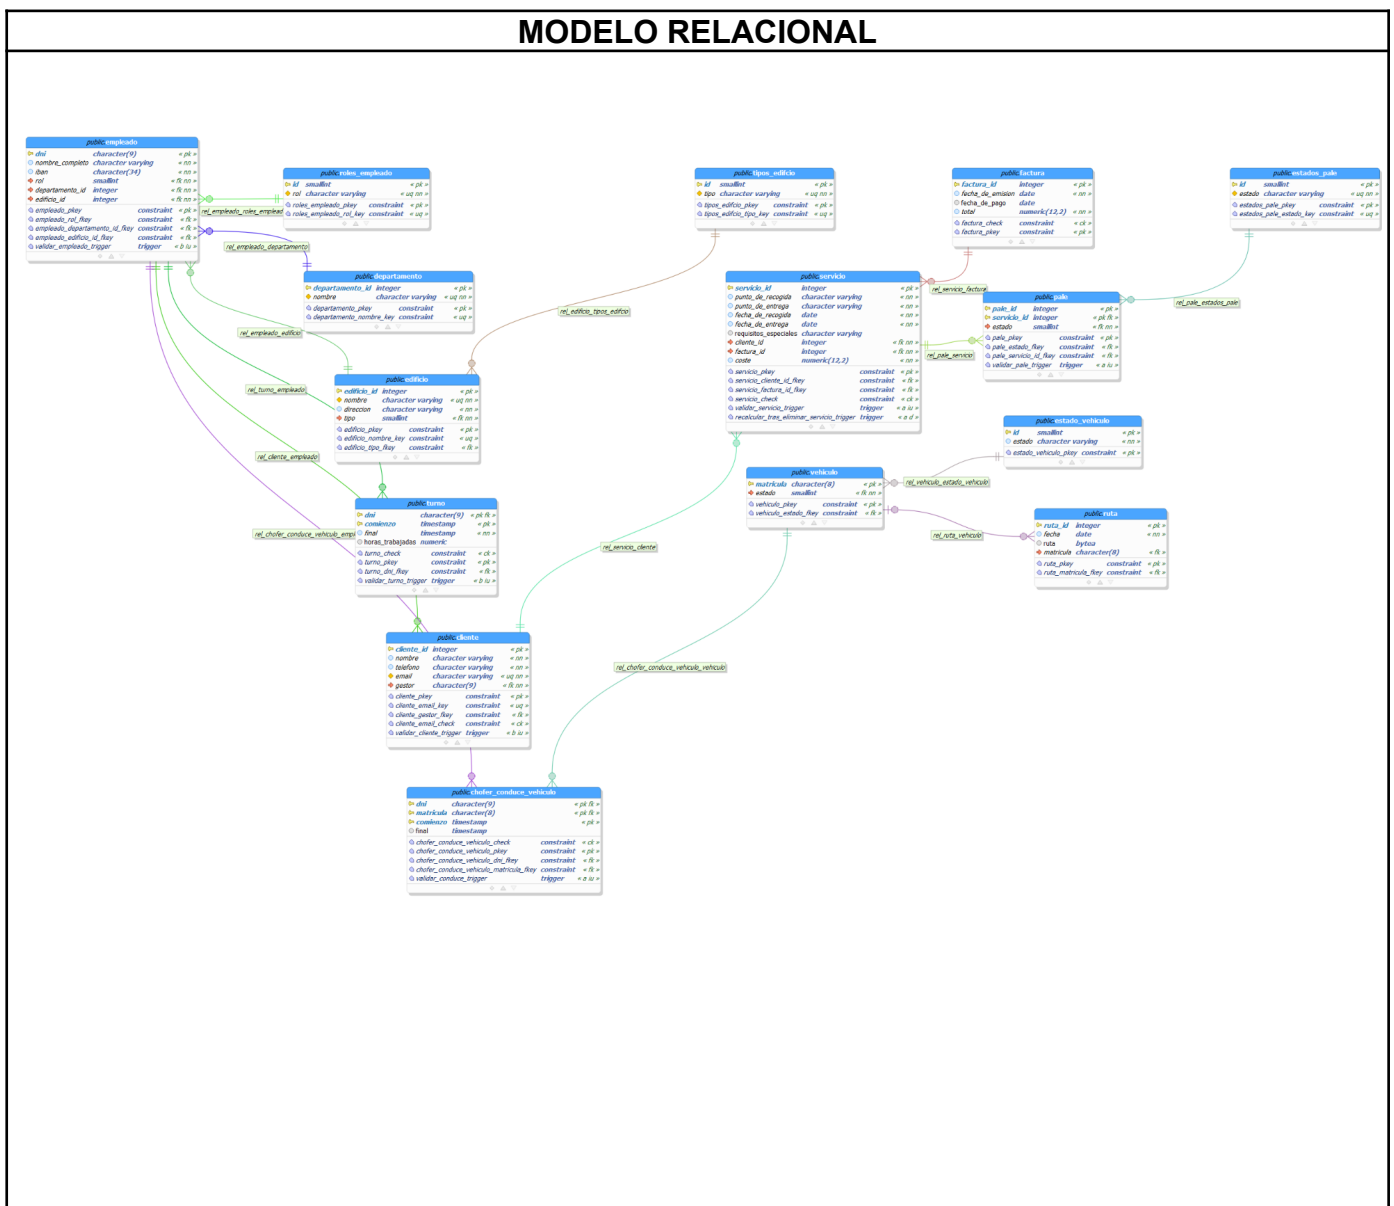 MODELO RELACIONAL
public.empleado
dni character(9) « pk »
nombre_completo character varying « nn »
iban character(34) « nn »
rol smallint « fk nn »
departamento_id integer « fk nn »
edificio_id integer « fk nn »
empleado_pkey constraint « pk »
empleado_rol_fkey constraint « fk »
empleado_departamento_id_fkey constraint « fk »
empleado_edificio_id_fkey constraint « fk »
validar_empleado_trigger trigger « b iu »
public.roles_empleado
id smallint « pk »
rol character varying « uq nn »
roles_empleado_pkey constraint « pk »
roles_empleado_rol_key constraint « uq »
rel_empleado_roles_empleado
rel_empleado_departamento
public.departamento
departamento_id integer « pk »
nombre character varying « uq nn »
departamento_pkey constraint « pk »
departamento_nombre_key constraint « uq »
rel_empleado_edificio
public.tipos_edifcio
id smallint « pk »
tipo character varying « uq nn »
tipos_edifcio_pkey constraint « pk »
tipos_edifcio_tipo_key constraint « uq »
rel_edificio_tipos_edifcio
public.factura
factura_id integer « pk »
fecha_de_emision date « nn »
fecha_de_pago date
total numeric(12,2) « nn »
factura_check constraint « ck »
factura_pkey constraint « pk »
rel_servicio_factura
public.estados_pale
id smallint « pk »
estado character varying « uq nn »
estados_pale_pkey constraint « pk »
estados_pale_estado_key constraint « uq »
rel_pale_estados_pale
public.servicio
servicio_id integer « pk »
punto_de_recogida character varying « nn »
punto_de_entrega character varying « nn »
fecha_de_recogida date « nn »
fecha_de_entrega date « nn »
requisitos_especiales character varying
cliente_id integer « fk nn »
factura_id integer « fk nn »
coste numeric(12,2) « nn »
servicio_pkey constraint « pk »
servicio_cliente_id_fkey constraint « fk »
servicio_factura_id_fkey constraint « fk »
servicio_check constraint « ck »
validar_servicio_trigger trigger « a iu »
recalcular_tras_eliminar_servicio_trigger trigger « a d »
public.pale
pale_id integer « pk »
servicio_id integer « pk fk »
estado smallint « fk nn »
pale_pkey constraint « pk »
pale_estado_fkey constraint « fk »
pale_servicio_id_fkey constraint « fk »
validar_pale_trigger trigger « a iu »
rel_pale_servicio
public.edificio
edificio_id integer « pk »
nombre character varying « uq nn »
direccion character varying « nn »
tipo smallint « fk nn »
edificio_pkey constraint « pk »
edificio_nombre_key constraint « uq »
edificio_tipo_fkey constraint « fk »
rel_turno_empleado
rel_cliente_empleado
public.estado_vehiculo
id smallint « pk »
estado character varying « nn »
estado_vehiculo_pkey constraint « pk »
rel_vehiculo_estado_vehiculo
public.vehiculo
matricula character(8) « pk »
estado smallint « fk nn »
vehiculo_pkey constraint « pk »
vehiculo_estado_fkey constraint « fk »
public.ruta
ruta_id integer « pk »
fecha date « nn »
ruta bytea
matricula character(8) « fk »
ruta_pkey constraint « pk »
ruta_matricula_fkey constraint « fk »
rel_ruta_vehiculo
public.turno
dni character(9) « pk fk »
comienzo timestamp « pk »
final timestamp « nn »
horas_trabajadas numeric
turno_check constraint « ck »
turno_pkey constraint « pk »
turno_dni_fkey constraint « fk »
validar_turno_trigger trigger « b iu »
rel_chofer_conduce_vehiculo_empl
rel_servicio_cliente
public.cliente
cliente_id integer « pk »
nombre character varying « nn »
telefono character varying « nn »
email character varying « uq nn »
gestor character(9) « fk nn »
cliente_pkey constraint « pk »
cliente_email_key constraint « uq »
cliente_gestor_fkey constraint « fk »
cliente_email_check constraint « ck »
validar_cliente_trigger trigger « b iu »
rel_chofer_conduce_vehiculo_vehiculo
public.chofer_conduce_vehiculo
dni character(9) « pk fk »
matricula character(8) « pk fk »
comienzo timestamp « pk »
final timestamp
chofer_conduce_vehiculo_check constraint « ck »
chofer_conduce_vehiculo_pkey constraint « pk »
chofer_conduce_vehiculo_dni_fkey constraint « fk »
chofer_conduce_vehiculo_matricula_fkey constraint « fk »
validar_conduce_trigger trigger « a iu »